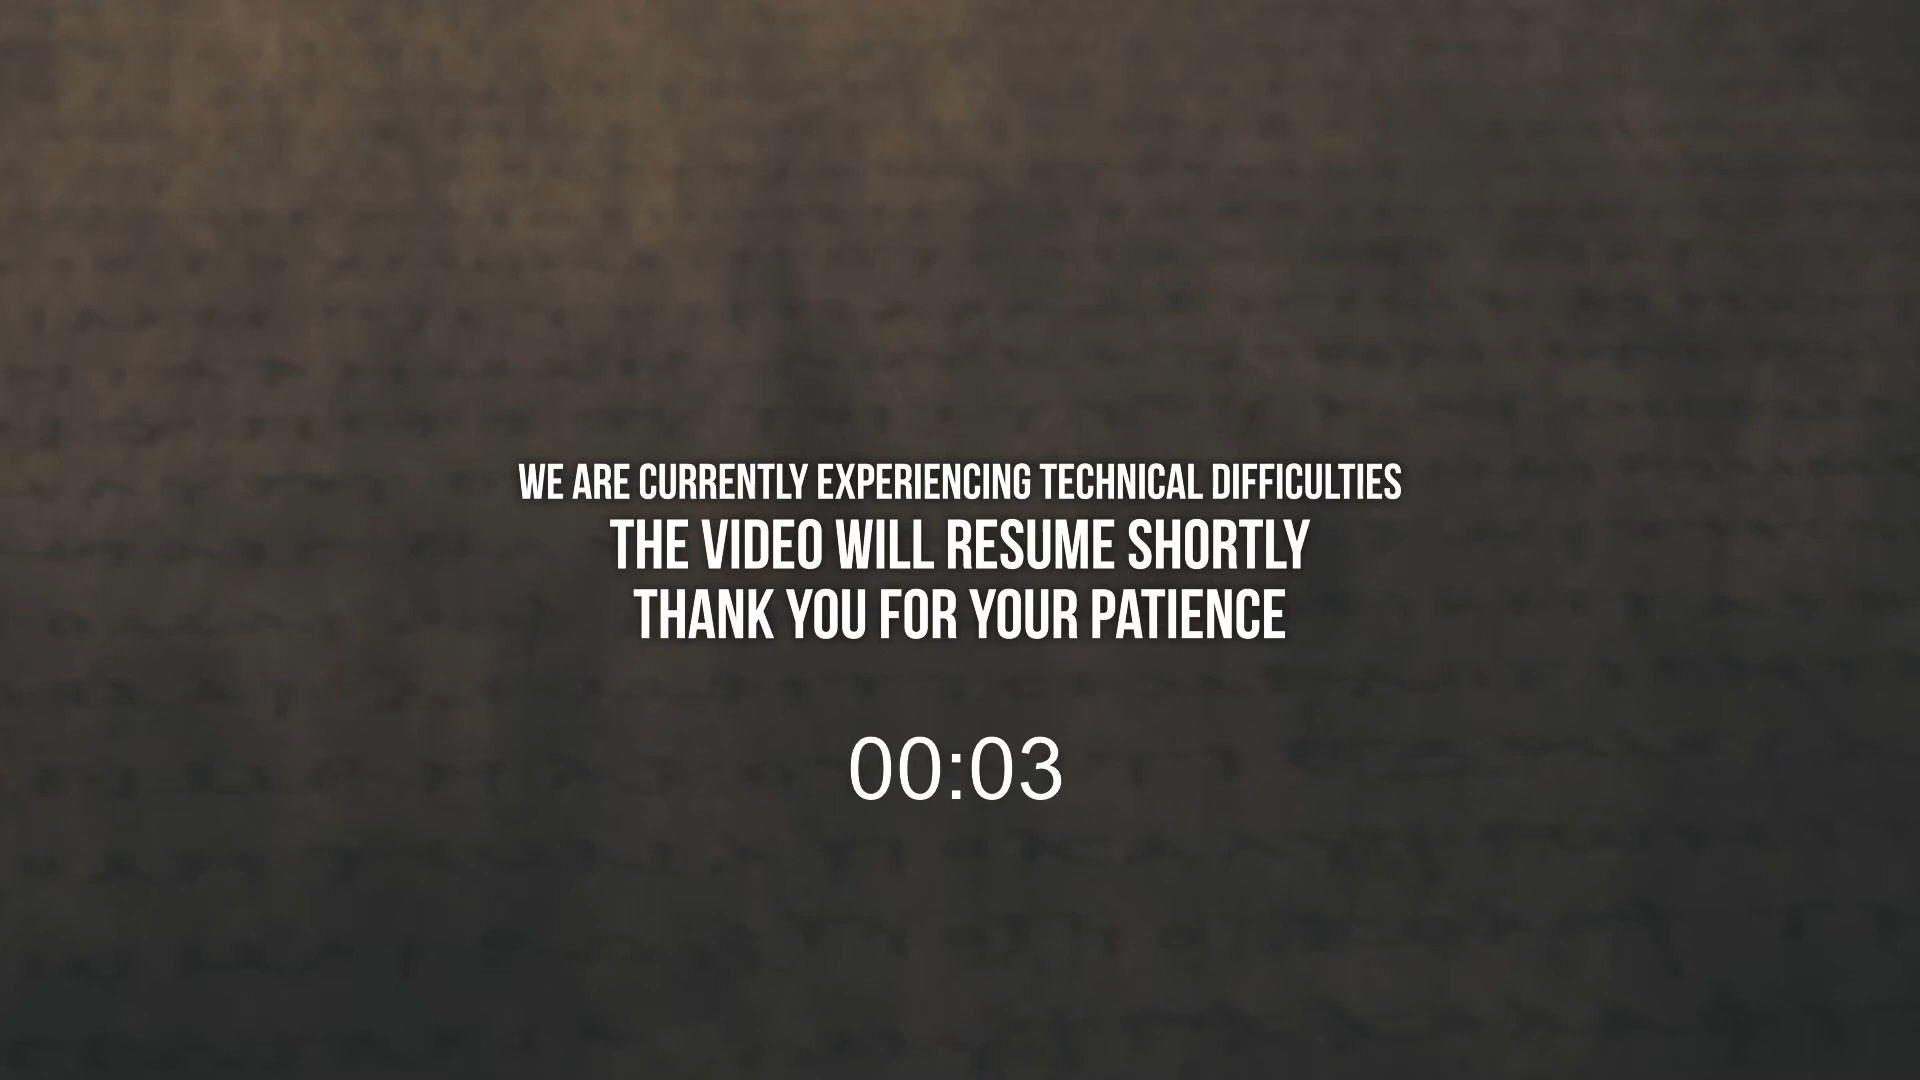 WE ARE CURRENTLY EXPERIENCING TECHNICAL DIFFICULTIES
THE VIDEO WILL RESUME SHORTLY
THANK YOU FOR YOUR PATIENCE
00:03